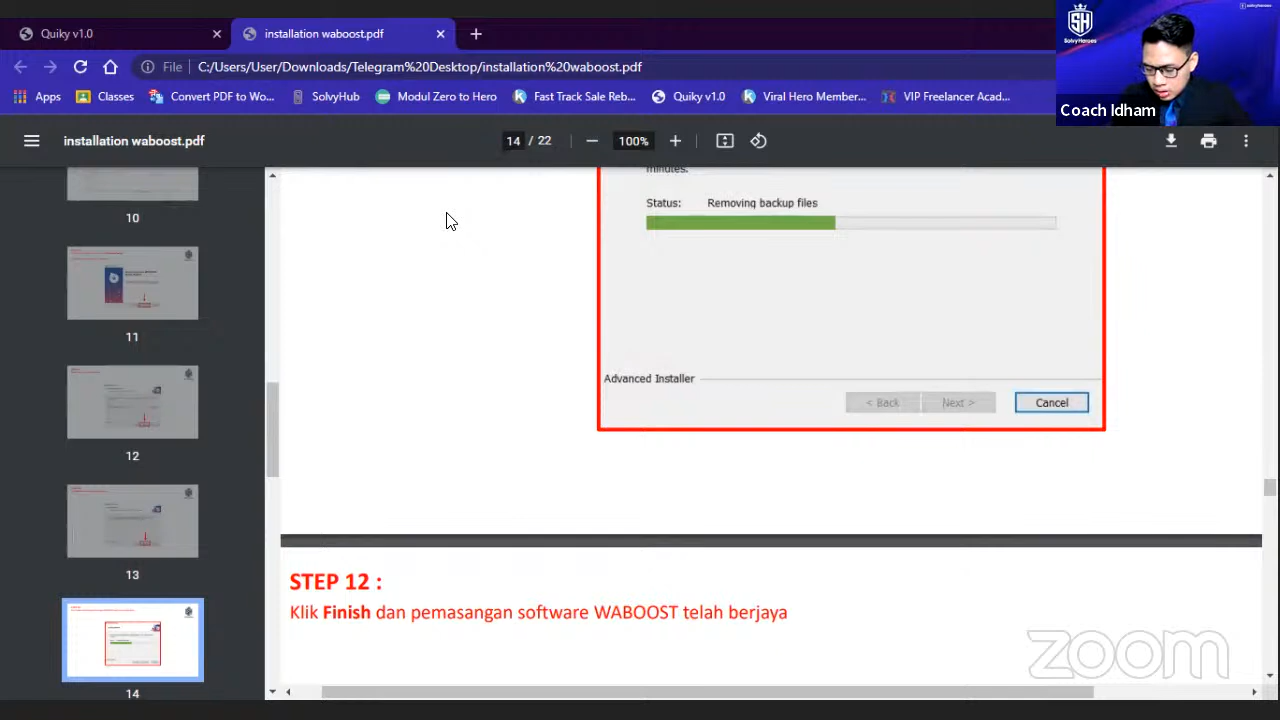 Quiky v1.0
installation waboost.pdf
SH
SolvyHeroes
solvyheroes
Coach Idham
File
C:/Users/User/Downloads/Telegram%20Desktop/installation%20waboost.pdf
Apps
Classes
Convert PDF to Wo...
SolvyHub
Modul Zero to Hero
Fast Track Sale Reb...
Quiky v1.0
Viral Hero Member...
VIP Freelancer Acad...
installation waboost.pdf
14 / 22
100%
10
11
12
13
14
minutes.
Status: Removing backup files
Advanced Installer
< Back
Next >
Cancel
STEP 12 :
Klik Finish dan pemasangan software WABOOST telah berjaya
zoom